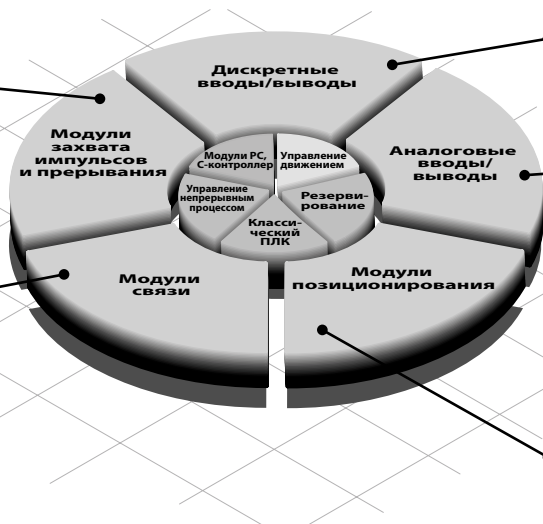 Дискретные
вводы/выводы
Модули
захвата
импульсов
и прерывания
Аналоговые
вводы/
выводы
Модули PC,
С-контроллер
Управление
движением
Управление
непрерывным
процессом
Резерви-
рование
Класси-
ческий
ПЛК
Модули
связи
Модули
позиционирования